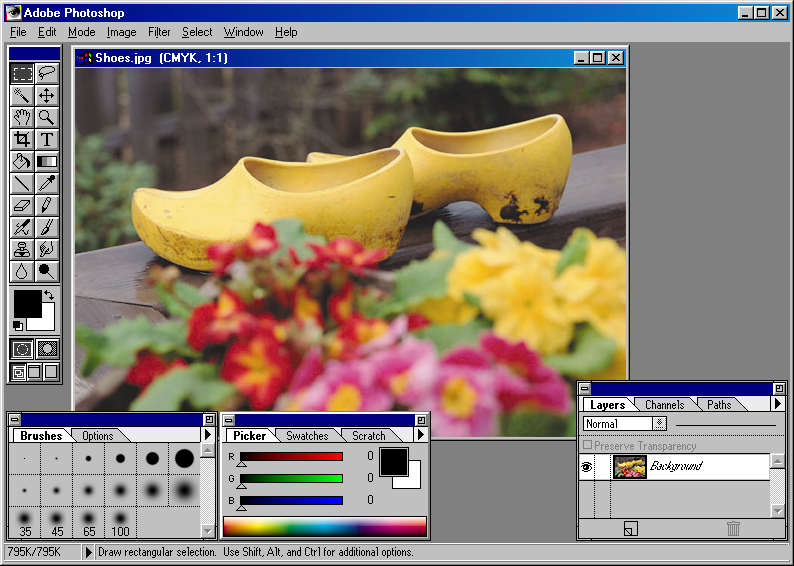 Adobe Photoshop
File Edit Mode Image Filter Select Window Help
Shoes.jpg (CMYK, 1:1)
T
Layers Channels Paths
Normal
Preserve Transparency
Background
Brushes Options
35 45 65 100
Picker Swatches Scratch
R 0
G 0
B 0
795K/795K Draw rectangular selection. Use Shift, Alt, and Ctrl for additional options.